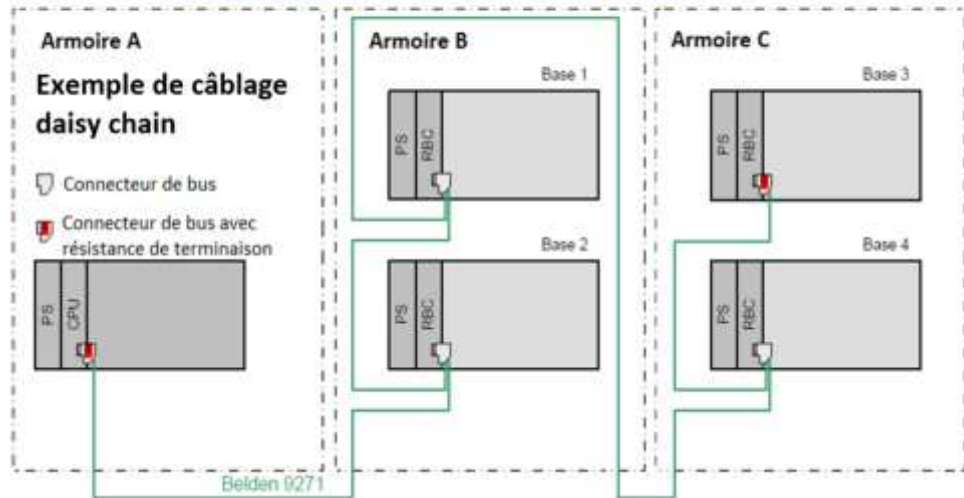 Armoire A
Exemple de câblage
daisy chain
Connecteur de bus
Connecteur de bus avec
résistance de terminaison
PS
CPU
Belden 9271
Armoire B
Base 1
PS
RBC
Base 2
PS
RBC
Armoire C
Base 3
PS
RBC
Base 4
PS
RBC